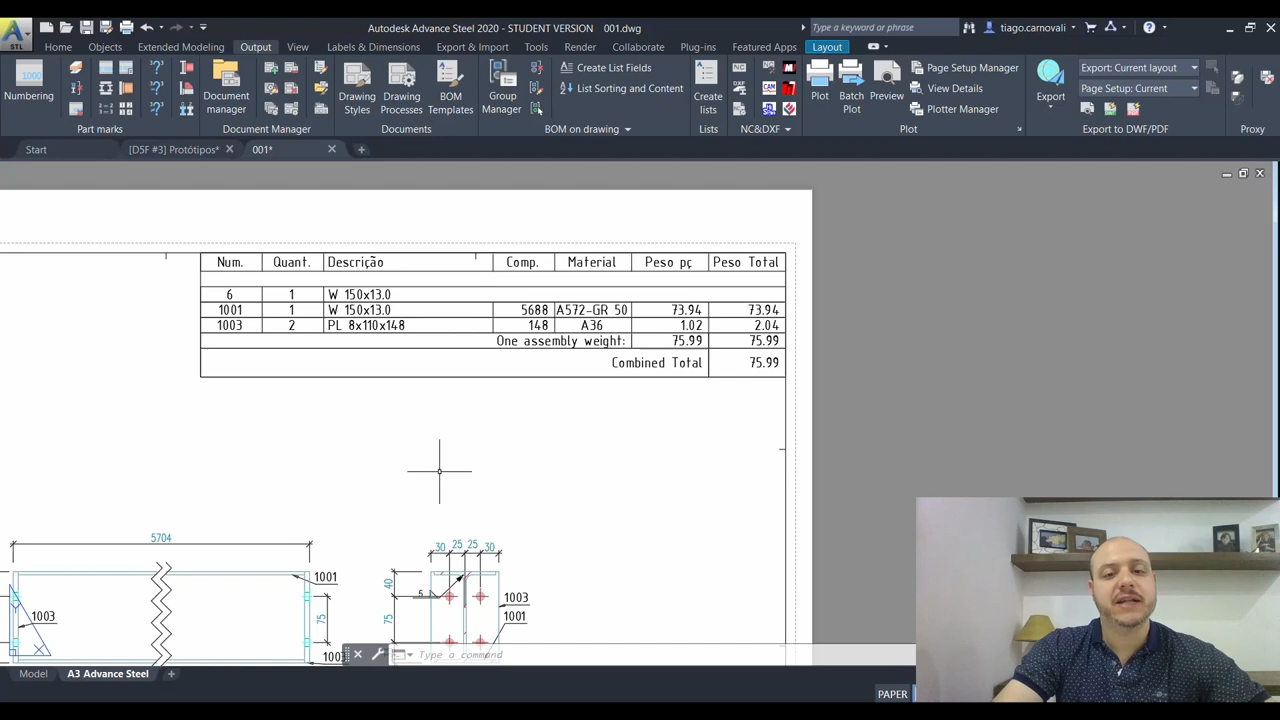 Autodesk Advance Steel 2020 - STUDENT VERSION 001.dwg
Type a keyword or phrase
tiago.carnovali
STL
Home Objects Extended Modeling Output View Labels & Dimensions Export & Import Tools Render Collaborate Plug-ins Featured Apps Layout
1000
Numbering
Document manager
Drawing Styles
Drawing Processes
BOM Templates
Group Manager
Create List Fields
List Sorting and Content
Create lists
NC
CAM
Plot
Batch Plot
Preview
Page Setup Manager
View Details
Plotter Manager
Export
Export: Current layout
Page Setup: Current
Part marks Document Manager Documents BOM on drawing Lists NC&DXF Plot Export to DWF/PDF Proxy
Start [D5F #3] Protótipos* 001*
Num. Quant. Descrição Comp. Material Peso pç Peso Total
6 1 W 150x13.0
1001 1 W 150x13.0 5688 A572-GR 50 73.94 73.94
1003 2 PL 8x110x148 148 A36 1.02 2.04
One assembly weight: 75.99 75.99
Combined Total 75.99
5704
30 25 25 30
1001
40
5
1003
1003
75
75
1001
Type a command
Model A3 Advance Steel
PAPER